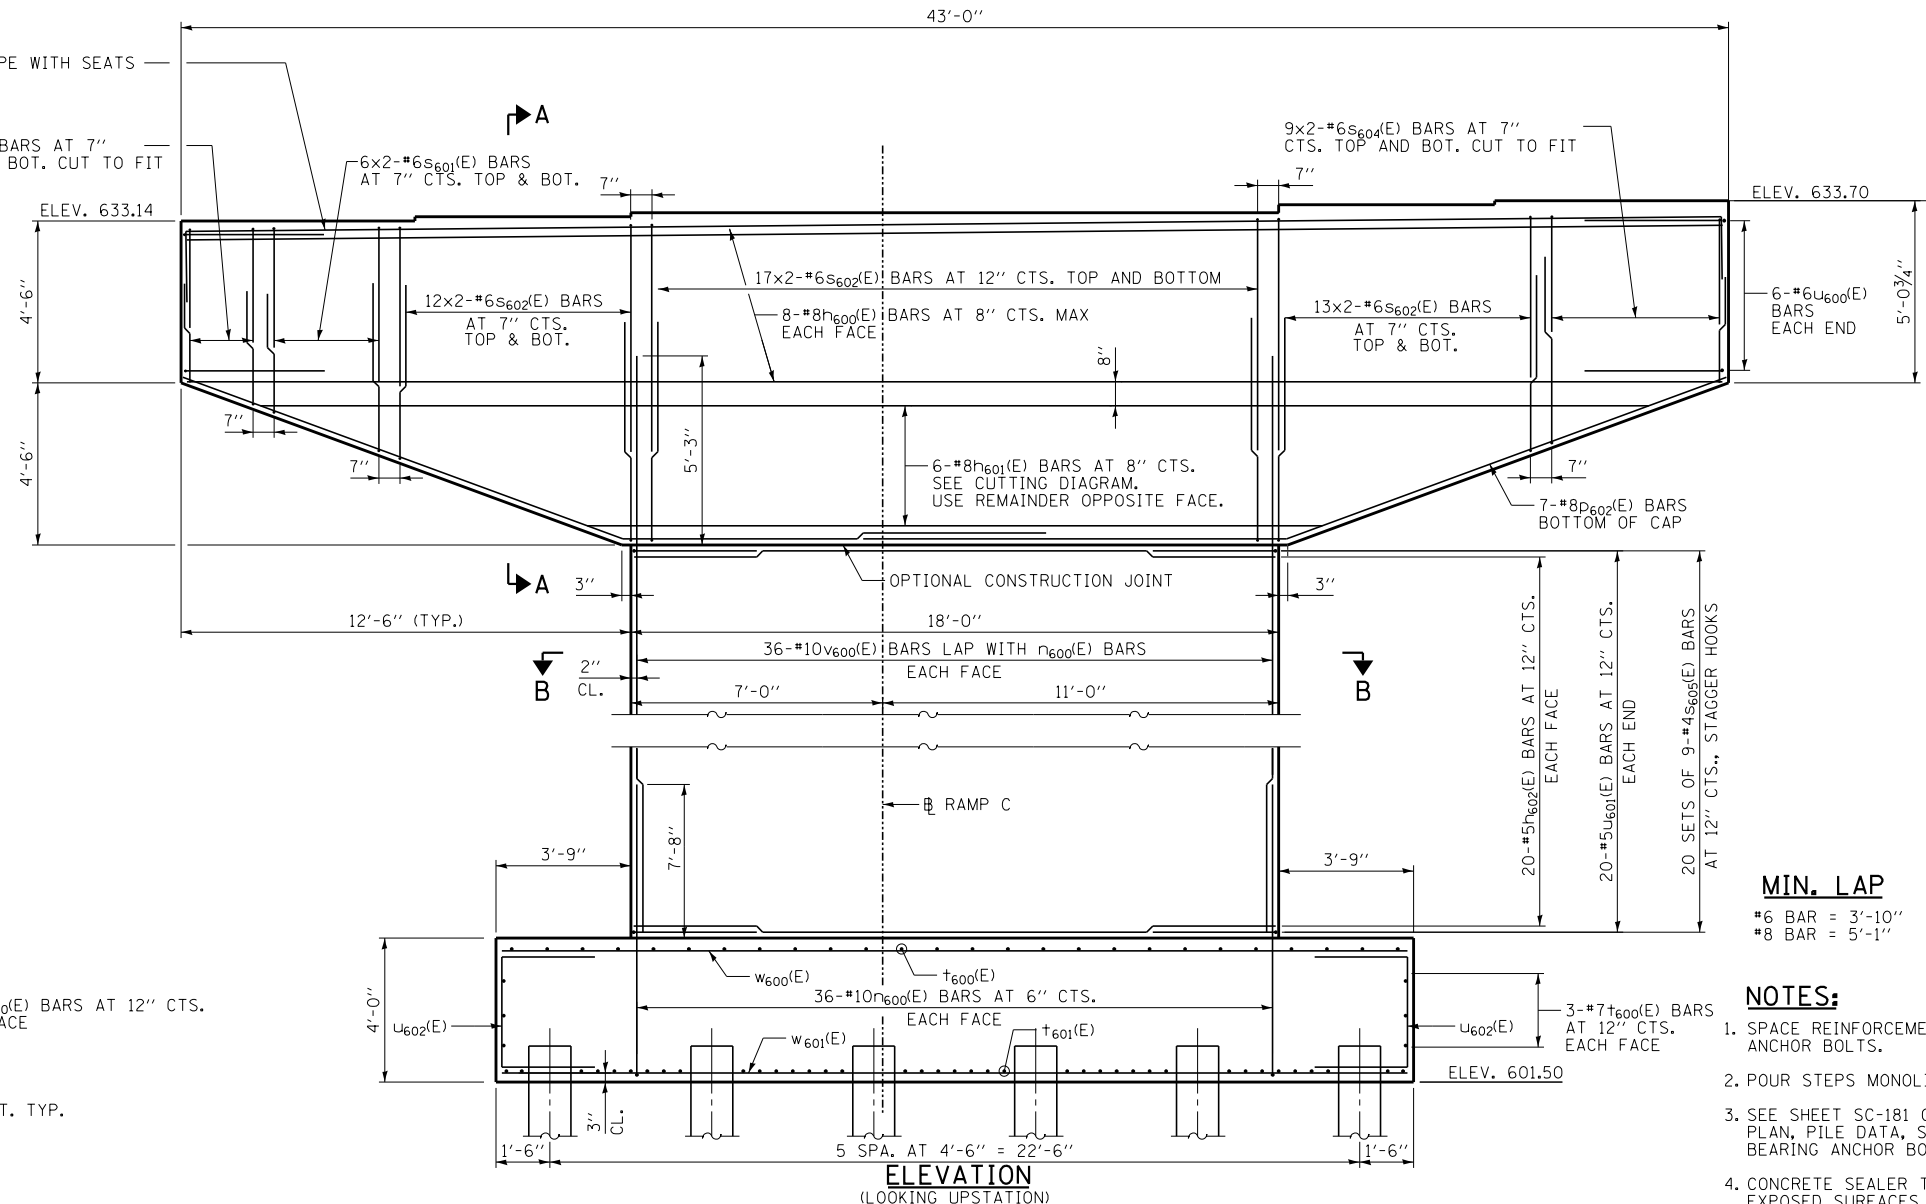 43'-0"
PE WITH SEATS
A
BARS AT 7"
BOT. CUT TO FIT
6x2-#6s601(E) BARS
AT 7" CTS. TOP & BOT.
7"
9x2-#6s604(E) BARS AT 7"
CTS. TOP AND BOT. CUT TO FIT
7"
ELEV. 633.14
ELEV. 633.70
17x2-#6s602(E) BARS AT 12" CTS. TOP AND BOTTOM
12x2-#6s602(E) BARS
AT 7" CTS.
TOP & BOT.
8-#8h600(E) BARS AT 8" CTS. MAX
EACH FACE
13x2-#6s602(E) BARS
AT 7" CTS.
TOP & BOT.
6-#6u600(E)
BARS
EACH END
4'-6"
5'-0¾"
8"
7"
7"
4'-6"
5'-3"
6-#8h601(E) BARS AT 8" CTS.
SEE CUTTING DIAGRAM.
USE REMAINDER OPPOSITE FACE.
7"
7-#8p602(E) BARS
BOTTOM OF CAP
A
3"
OPTIONAL CONSTRUCTION JOINT
3"
12'-6" (TYP.)
18'-0"
36-#10v600(E) BARS LAP WITH n600(E) BARS
EACH FACE
B
2"
CL.
7'-0"
11'-0"
B
20-#5h602(E) BARS AT 12" CTS.
EACH FACE
20-#5u601(E) BARS AT 12" CTS.
EACH END
20 SETS OF 9-#4s605(E) BARS
AT 12" CTS., STAGGER HOOKS
℄ RAMP C
7'-8"
3'-9"
3'-9"
MIN. LAP
#6 BAR = 3'-10"
#8 BAR = 5'-1"
4'-0"
w600(E)
t600(E)
36-#10n600(E) BARS AT 6" CTS.
EACH FACE
0(E) BARS AT 12" CTS.
ACE
u602(E)
w601(E)
t601(E)
u602(E)
3-#7t600(E) BARS
AT 12" CTS.
EACH FACE
ELEV. 601.50
T. TYP.
3"
CL.
1'-6"
5 SPA. AT 4'-6" = 22'-6"
1'-6"
ELEVATION
(LOOKING UPSTATION)
NOTES:
1. SPACE REINFORCEME
ANCHOR BOLTS.
2. POUR STEPS MONOLI
3. SEE SHEET SC-181
PLAN, PILE DATA, S
BEARING ANCHOR BO
4. CONCRETE SEALER T
EXPOSED SURFACES